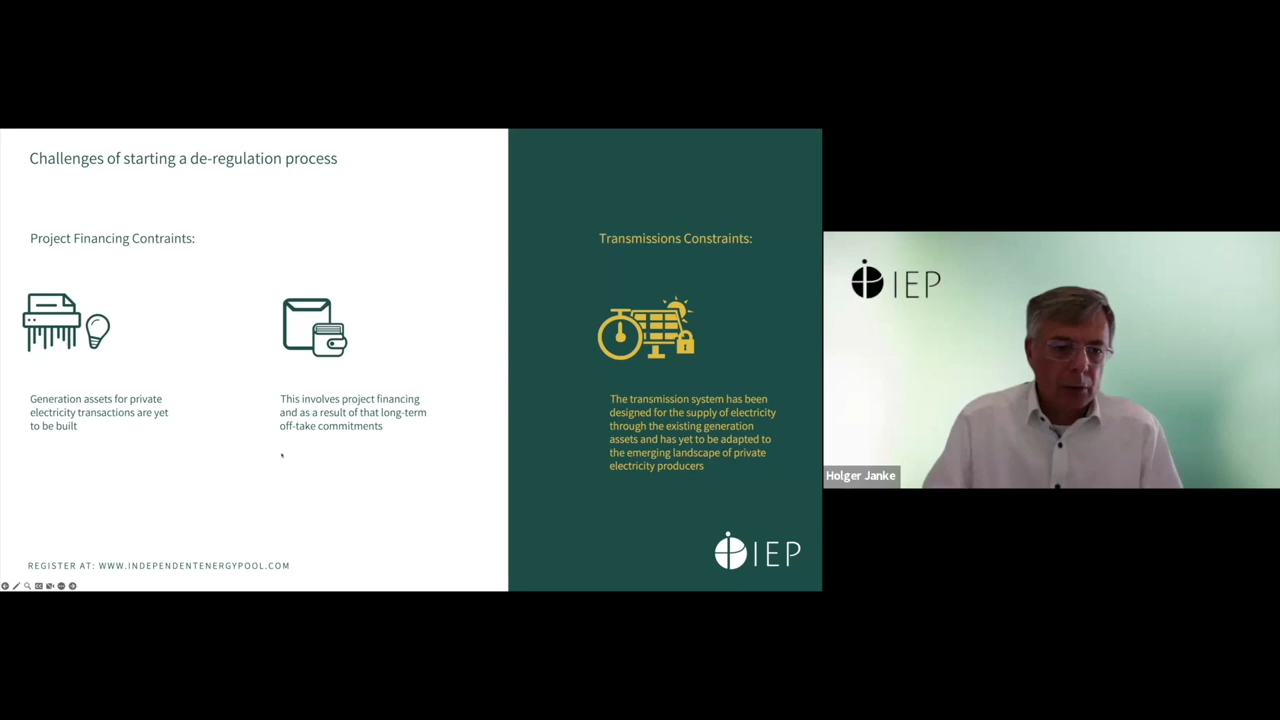 Challenges of starting a de-regulation process
Project Financing Contraints:
Generation assets for private
electricity transactions are yet
to be built
This involves project financing
and as a result of that long-term
off-take commitments
Transmissions Constraints:
The transmission system has been
designed for the supply of electricity
through the existing generation
assets and has yet to be adapted to
the emerging landscape of private
electricity producers
REGISTER AT: WWW.INDEPENDENTENERGYPOOL.COM
IEP
IEP
Holger Janke